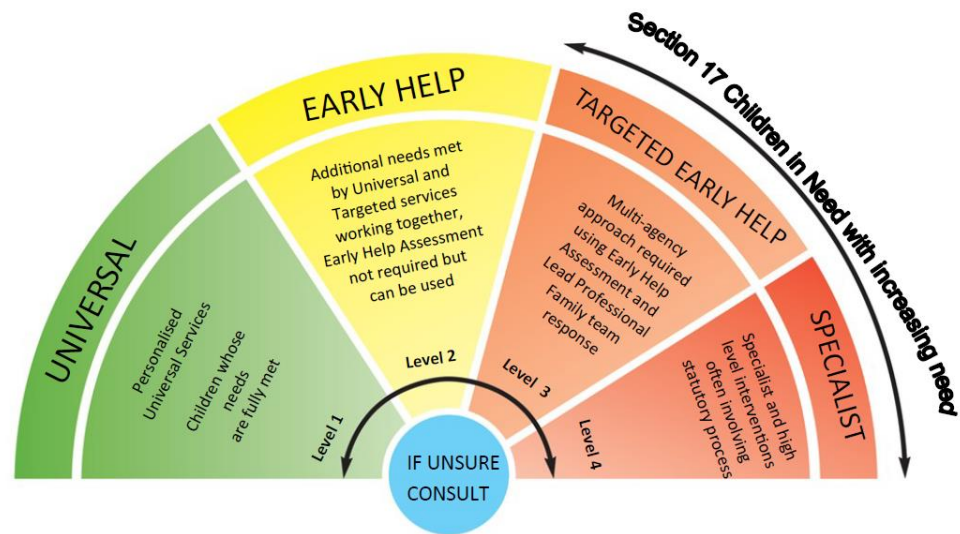 Section 17 Children in Need with increasing need
UNIVERSAL
Personalised
Universal Services
Children whose
needs
are fully met
Level 1
EARLY HELP
Additional needs met
by Universal and
Targeted services
working together,
Early Help Assessment
not required but
can be used
Level 2
TARGETED EARLY HELP
Multi-agency
approach required
using Early Help
Assessment and
Lead Professional
Family team
response
Level 3
SPECIALIST
Specialist and high
level interventions
often involving
statutory process
Level 4
IF UNSURE
CONSULT